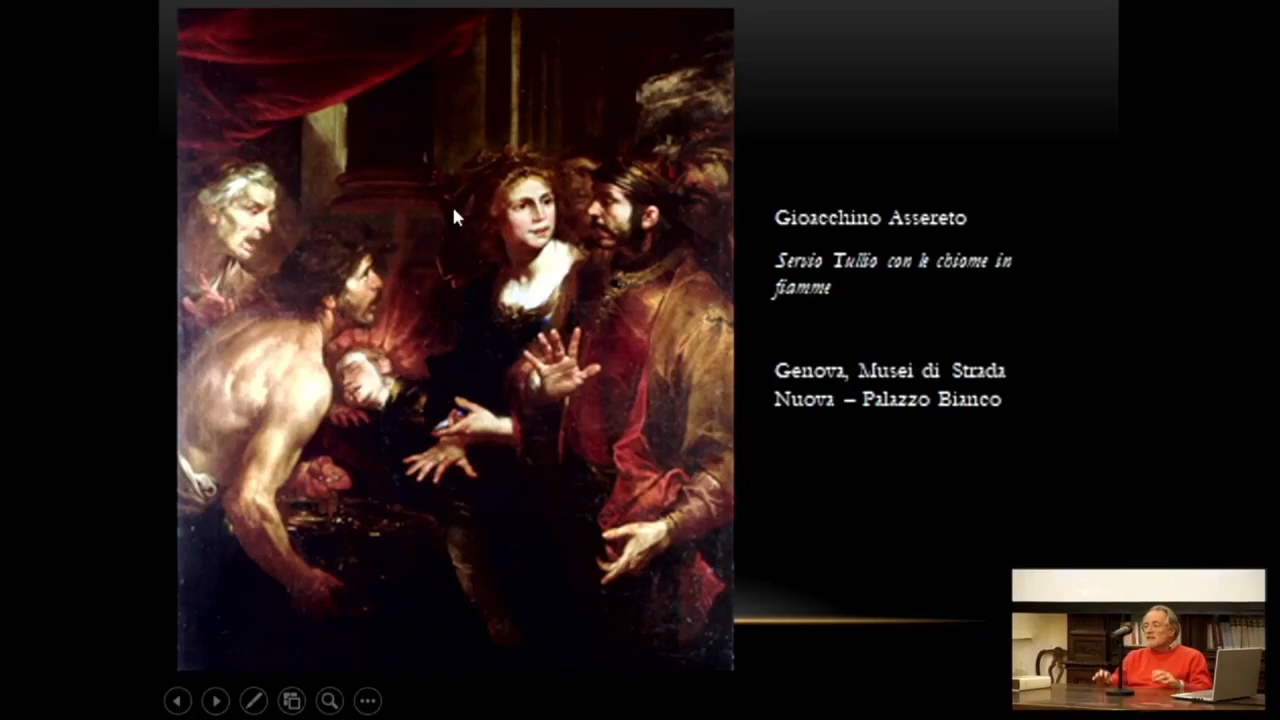 Gioacchino Assereto
Servio Tullio con le chiome in
fiamme
Genova, Musei di Strada
Nuova – Palazzo Bianco